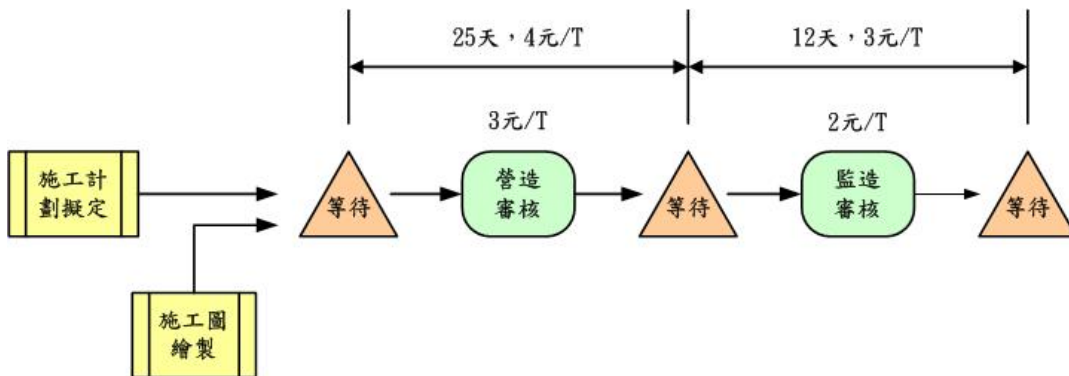 25天，4元/T
12天，3元/T
3元/T
2元/T
施工計
劃擬定
等待
營造
審核
等待
監造
審核
等待
施工圖
繪製